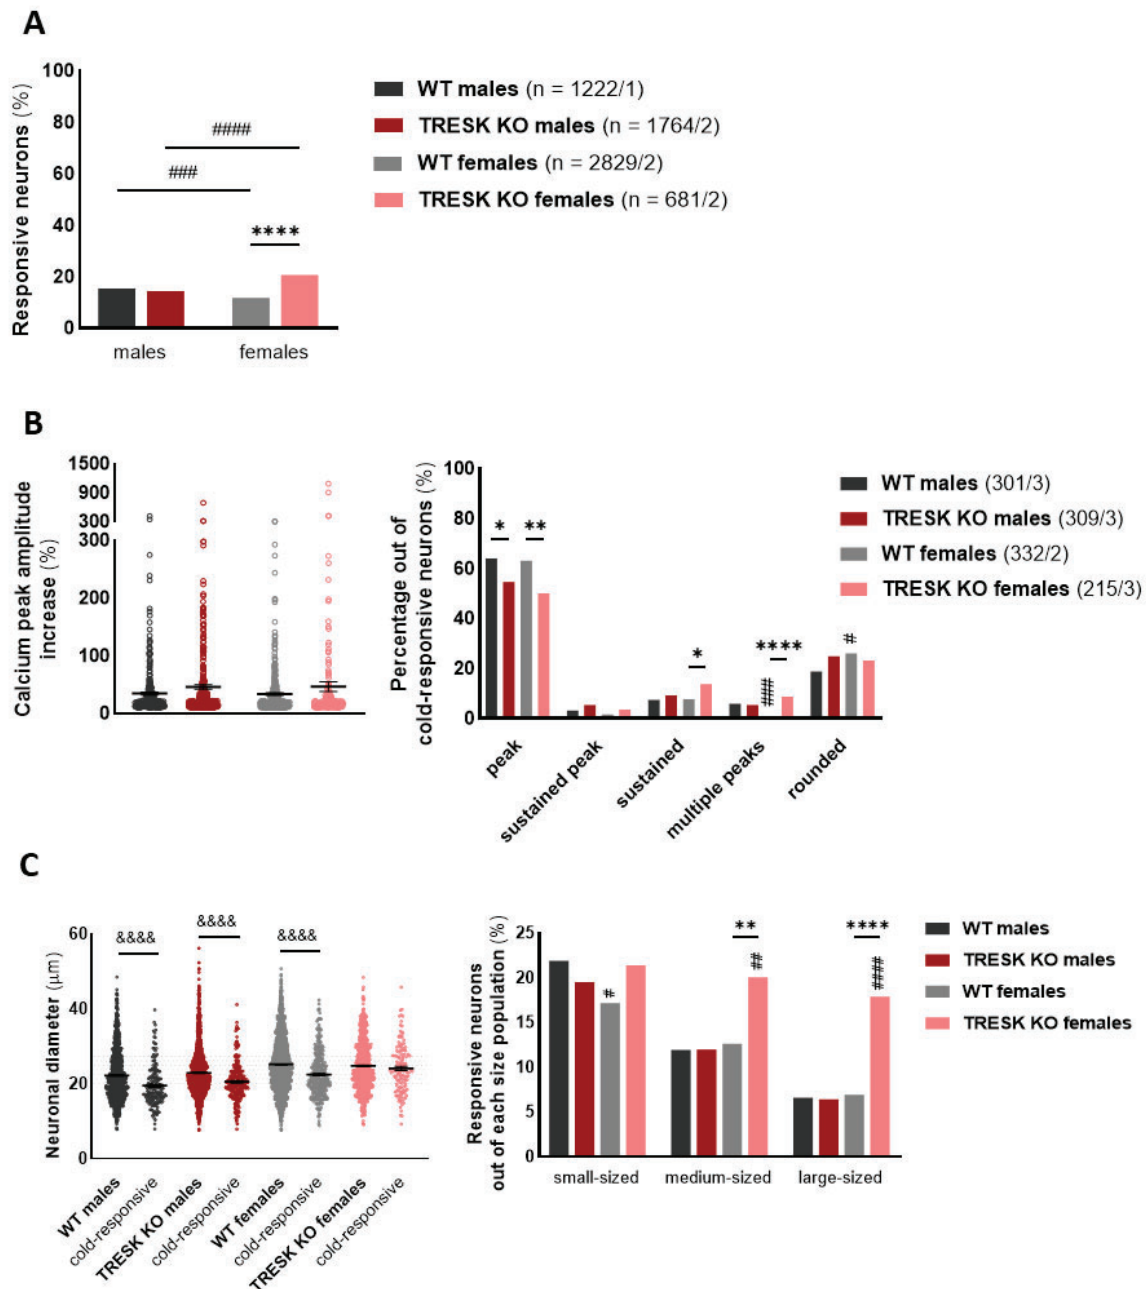 A
Responsive neurons (%)
100
80
60
40
20
0
####
###
****
males
females
WT males (n = 1222/1)
TRESK KO males (n = 1764/2)
WT females (n = 2829/2)
TRESK KO females (n = 681/2)
B
Calcium peak amplitude
increase (%)
1500
900
300
300
200
100
0
Percentage out of
cold-responsive neurons (%)
100
80
60
40
20
0
*
**
*
####
****
#
peak
sustained peak
sustained
multiple peaks
rounded
WT males (301/3)
TRESK KO males (309/3)
WT females (332/2)
TRESK KO females (215/3)
C
Neuronal diameter (μm)
60
40
20
0
&&&&
&&&&
&&&&
WT males
cold-responsive
TRESK KO males
cold-responsive
WT females
cold-responsive
TRESK KO females
cold-responsive
Responsive neurons
out of each size population (%)
25
20
15
10
5
0
#
**
##
****
####
small-sized
medium-sized
large-sized
WT males
TRESK KO males
WT females
TRESK KO females